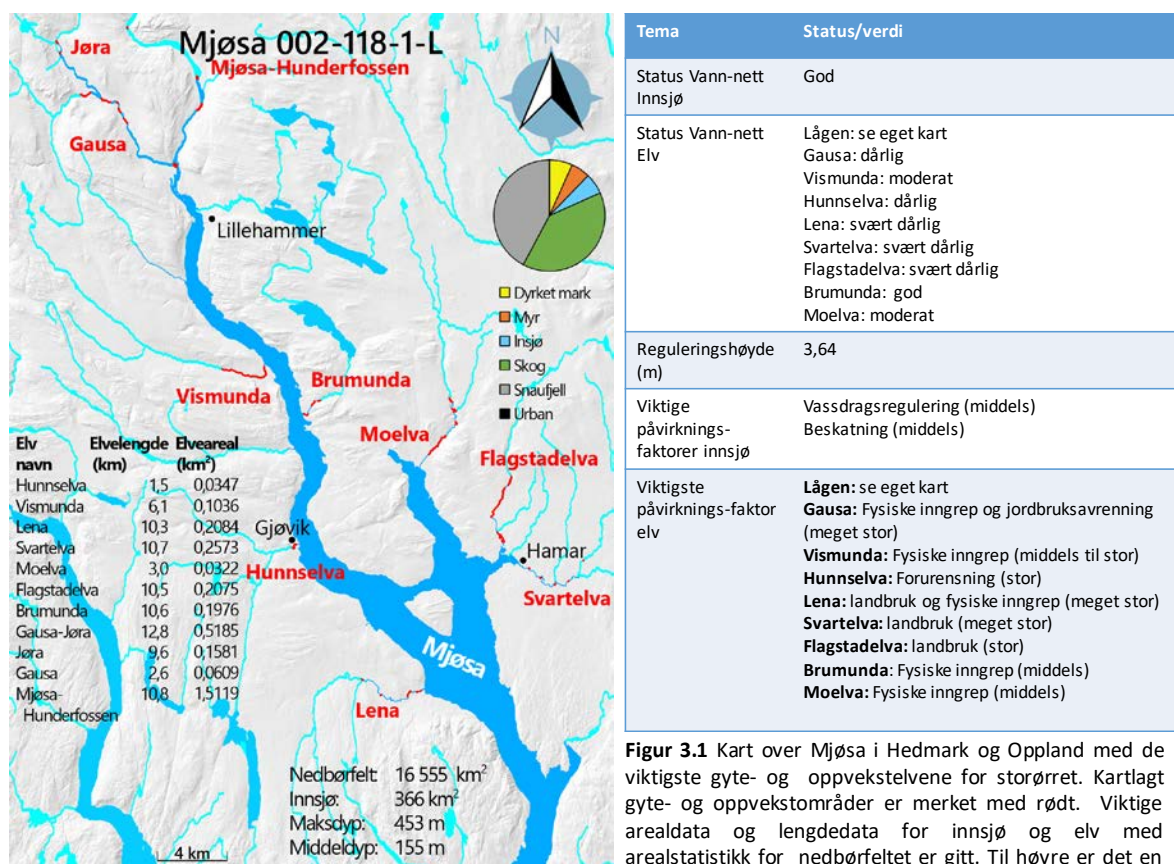 Mjøsa 002-118-1-L
Jøra
Mjøsa-Hunderfossen
N
Gausa
Lillehammer
Dyrket mark
Myr
Insjø
Skog
Snaufjell
Urban
Vismunda
Brumunda
Moelva
Flagstadelva
Gjøvik
Hunnselva
Hamar
Svartelva
Mjøsa
Lena
Elv navn Elvelengde (km) Elveareal (km²)
Hunnselva 1,5 0,0347
Vismunda 6,1 0,1036
Lena 10,3 0,2084
Svartelva 10,7 0,2573
Moelva 3,0 0,0322
Flagstadelva 10,5 0,2075
Brumunda 10,6 0,1976
Gausa-Jøra 12,8 0,5185
Jøra 9,6 0,1581
Gausa 2,6 0,0609
Mjøsa- 10,8 1,5119
Hunderfossen
Nedbørfelt: 16 555 km²
Innsjø: 366 km²
Maksdyp: 453 m
Middeldyp: 155 m
4 km
Tema Status/verdi
Status Vann-nett God
Innsjø
Status Vann-nett Lågen: se eget kart
Elv Gausa: dårlig
Vismunda: moderat
Hunnselva: dårlig
Lena: svært dårlig
Svartelva: svært dårlig
Flagstadelva: svært dårlig
Brumunda: god
Moelva: moderat
Reguleringshøyde 3,64
(m)
Viktige Vassdragsregulering (middels)
påvirknings- Beskatning (middels)
faktorer innsjø
Viktigste Lågen: se eget kart
påvirknings-faktor Gausa: Fysiske inngrep og jordbruksavrenning
elv (meget stor)
Vismunda: Fysiske inngrep (middels til stor)
Hunnselva: Forurensning (stor)
Lena: landbruk og fysiske inngrep (meget stor)
Svartelva: landbruk (meget stor)
Flagstadelva: landbruk (stor)
Brumunda: Fysiske inngrep (middels)
Moelva: Fysiske inngrep (middels)
Figur 3.1 Kart over Mjøsa i Hedmark og Oppland med de
viktigste gyte- og oppvekstelvene for storørret. Kartlagt
gyte- og oppvekstområder er merket med rødt. Viktige
arealdata og lengdedata for innsjø og elv med
arealstatistikk for nedbørfeltet er gitt. Til høyre er det en